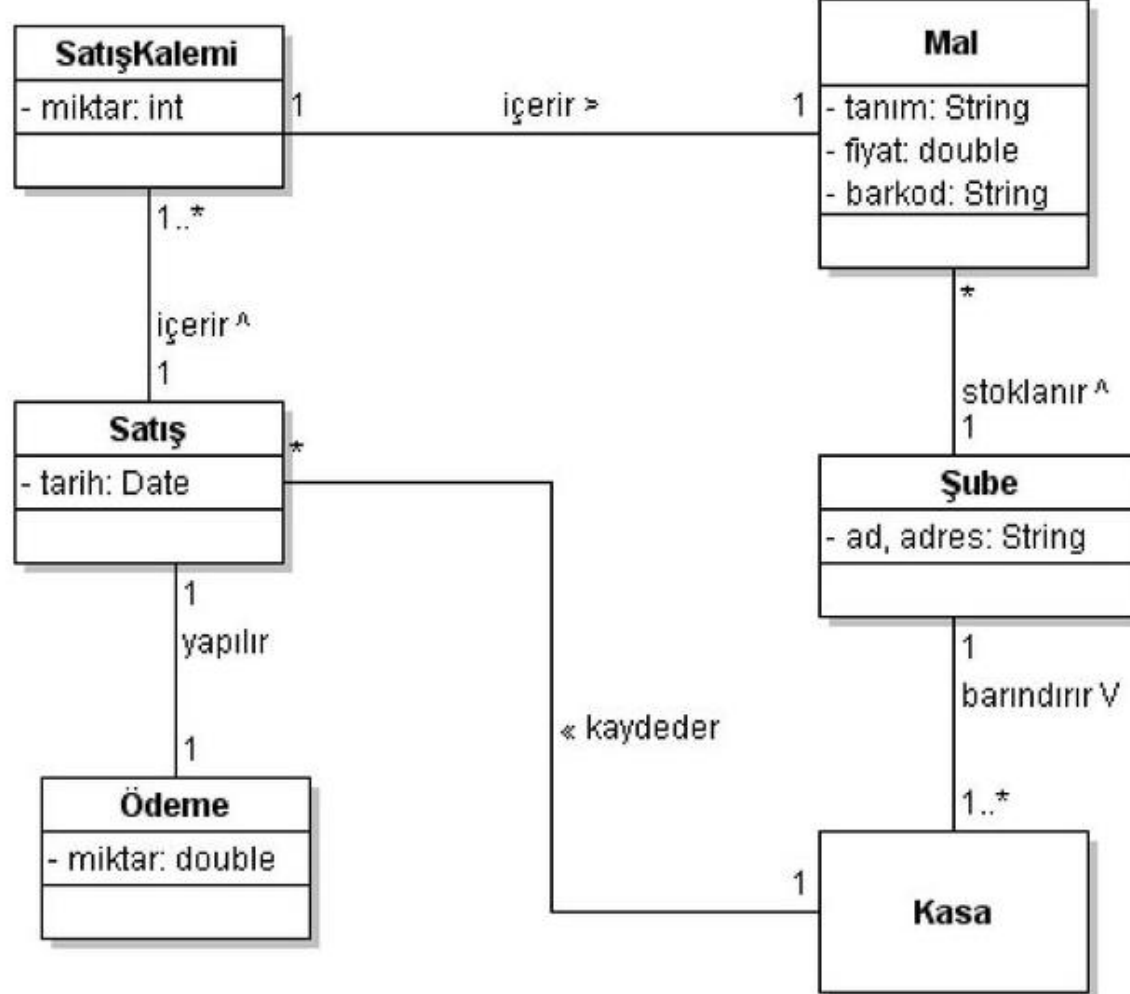 SatışKalemi
- miktar: int
1
içerir >
1
Mal
- tanım: String
- fiyat: double
- barkod: String
1..*
içerir ^
1
*
stoklanır ^
1
Satış
- tarih: Date
*
Şube
- ad, adres: String
1
yapılır
1
1
barındırır V
1..*
« kaydeder
Ödeme
- miktar: double
1
Kasa